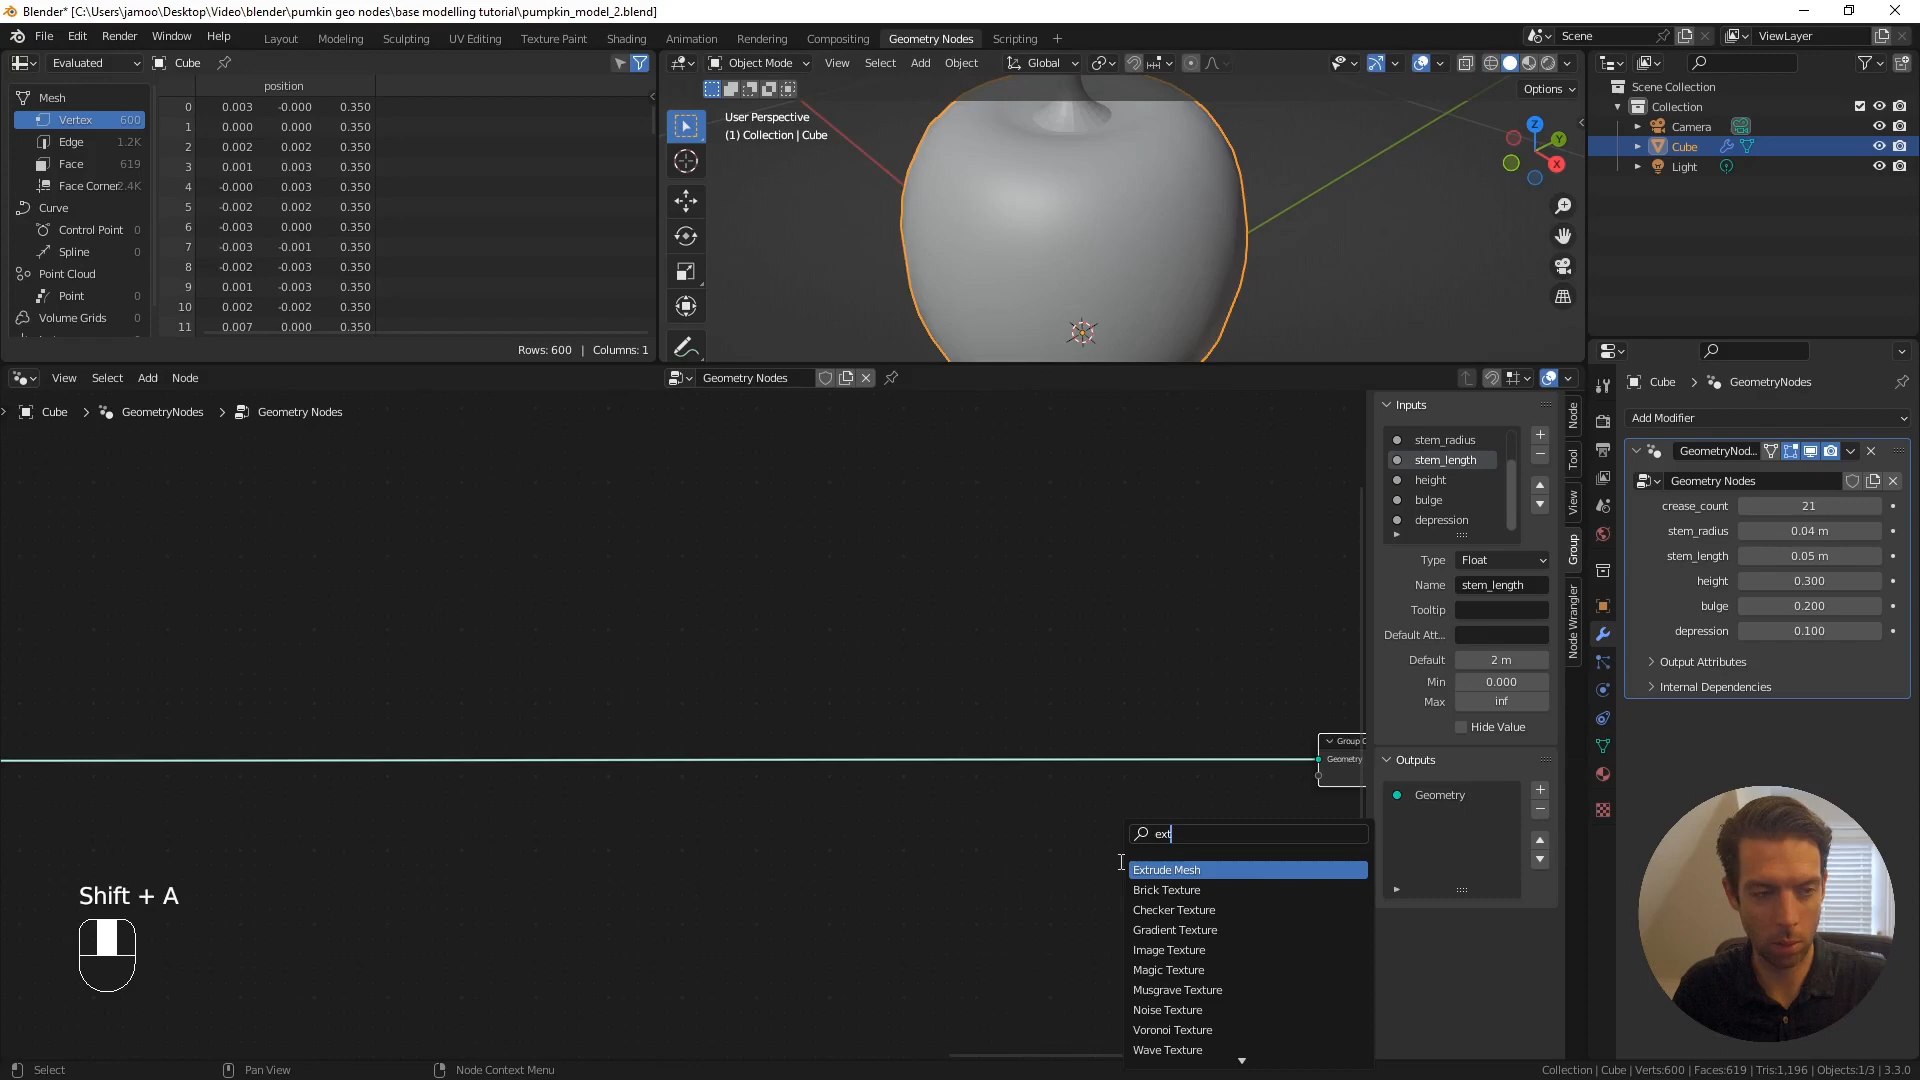 Blender* [C:\Users\jamoo\Desktop\Video\blender\pumkin geo nodes\base modelling tutorial\pumpkin_model_2.blend]
File Edit Render Window Help Layout Modeling Sculpting UV Editing Texture Paint Shading Animation Rendering Compositing Geometry Nodes Scripting + Scene ViewLayer
Evaluated Cube
position
Mesh
Vertex 600
Edge 1.2K
Face 619
Face Corner 2.4K
Curve
Control Point 0
Spline 0
Point Cloud
Point 0
Volume Grids 0
0 0.003 -0.000 0.350
1 0.000 0.000 0.350
2 0.002 0.002 0.350
3 0.001 0.003 0.350
4 -0.000 0.003 0.350
5 -0.002 0.002 0.350
6 -0.003 0.000 0.350
7 -0.003 -0.001 0.350
8 -0.002 -0.003 0.350
9 0.001 -0.003 0.350
10 0.002 -0.002 0.350
11 0.007 0.000 0.350
Rows: 600 | Columns: 1
Object Mode View Select Add Object Global
Options
User Perspective
(1) Collection | Cube
Z
Y
X
Scene Collection
Collection
Camera
Cube
Light
View Select Add Node Geometry Nodes
Cube > GeometryNodes > Geometry Nodes
Group
Geometry
Shift + A
ext
Extrude Mesh
Brick Texture
Checker Texture
Gradient Texture
Image Texture
Magic Texture
Musgrave Texture
Noise Texture
Voronoi Texture
Wave Texture
Inputs
stem_radius
stem_length
height
bulge
depression
Type Float
Name stem_length
Tooltip
Default Att...
Default 2 m
Min 0.000
Max inf
Hide Value
Outputs
Geometry
Node
Tool
View
Group
Node Wrangler
Cube > GeometryNodes
Add Modifier
GeometryNod...
Geometry Nodes
crease_count 21
stem_radius 0.04 m
stem_length 0.05 m
height 0.300
bulge 0.200
depression 0.100
Output Attributes
Internal Dependencies
Select Pan View Node Context Menu
Collection | Cube | Verts:600 | Faces:619 | Tris:1,196 | Objects:1/3 | 3.3.0